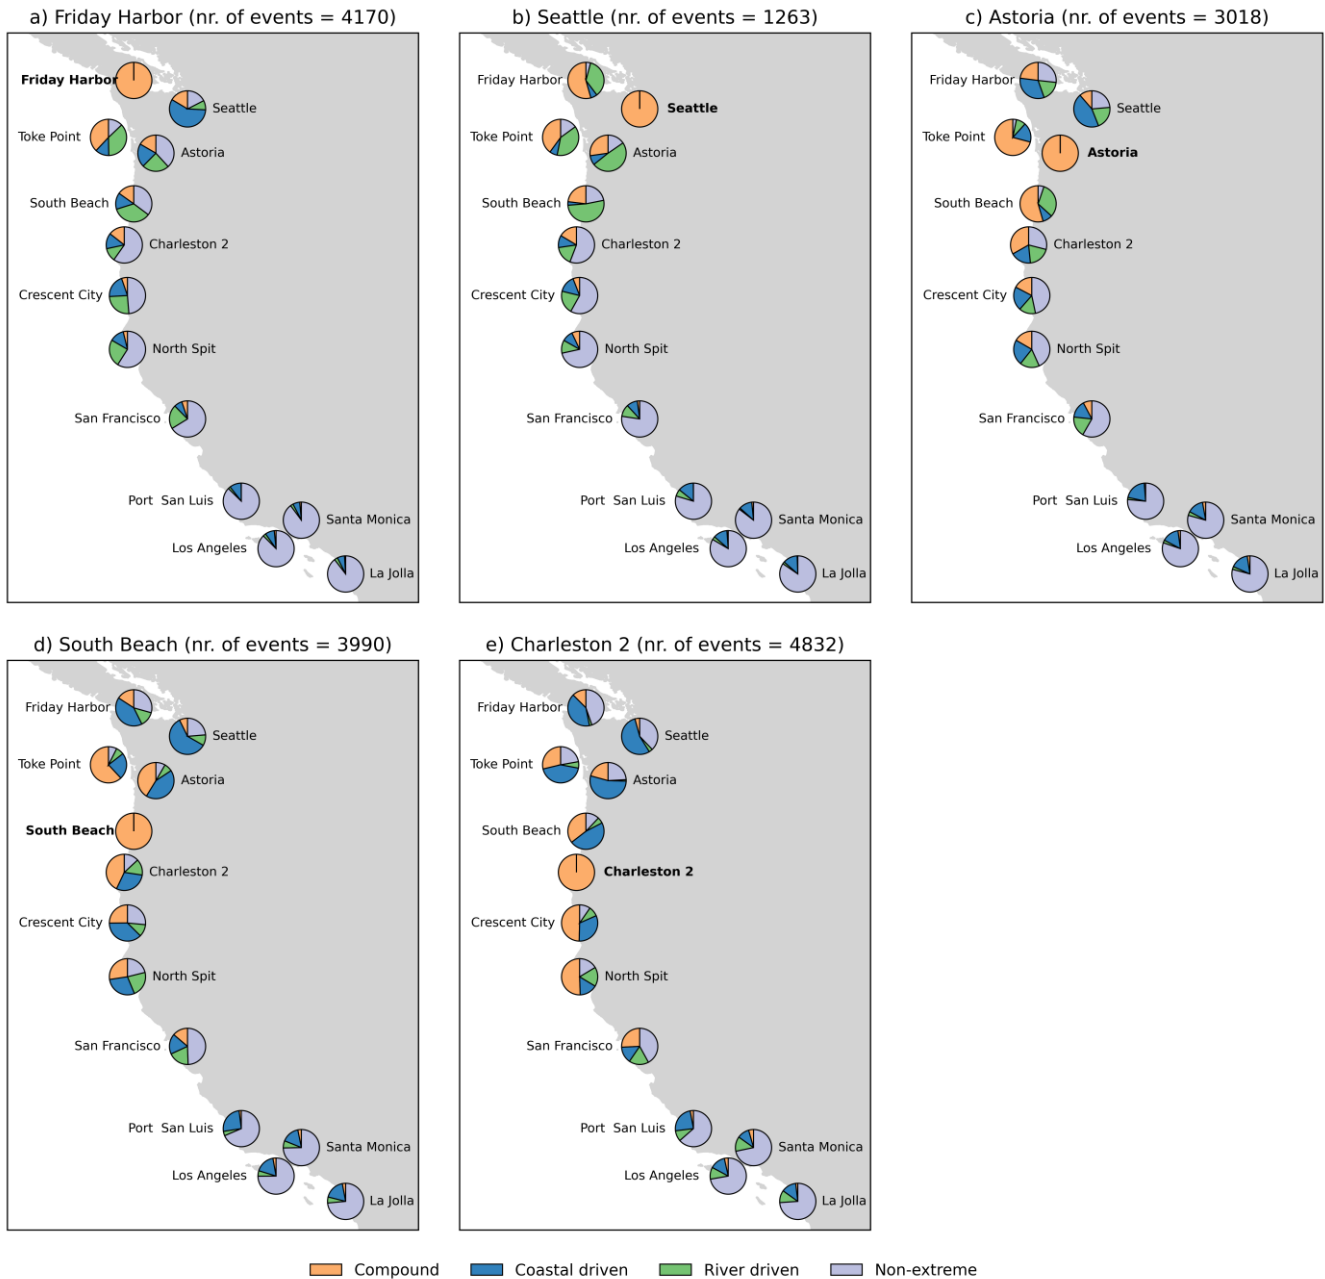 a) Friday Harbor (nr. of events = 4170)
Friday Harbor
Seattle
Toke Point
Astoria
South Beach
Charleston 2
Crescent City
North Spit
San Francisco
Port San Luis
Santa Monica
Los Angeles
La Jolla
b) Seattle (nr. of events = 1263)
Friday Harbor
Seattle
Toke Point
Astoria
South Beach
Charleston 2
Crescent City
North Spit
San Francisco
Port San Luis
Santa Monica
Los Angeles
La Jolla
c) Astoria (nr. of events = 3018)
Friday Harbor
Seattle
Toke Point
Astoria
South Beach
Charleston 2
Crescent City
North Spit
San Francisco
Port San Luis
Santa Monica
Los Angeles
La Jolla
d) South Beach (nr. of events = 3990)
Friday Harbor
Seattle
Toke Point
Astoria
South Beach
Charleston 2
Crescent City
North Spit
San Francisco
Port San Luis
Santa Monica
Los Angeles
La Jolla
e) Charleston 2 (nr. of events = 4832)
Friday Harbor
Seattle
Toke Point
Astoria
South Beach
Charleston 2
Crescent City
North Spit
San Francisco
Port San Luis
Santa Monica
Los Angeles
La Jolla
Compound
Coastal driven
River driven
Non-extreme